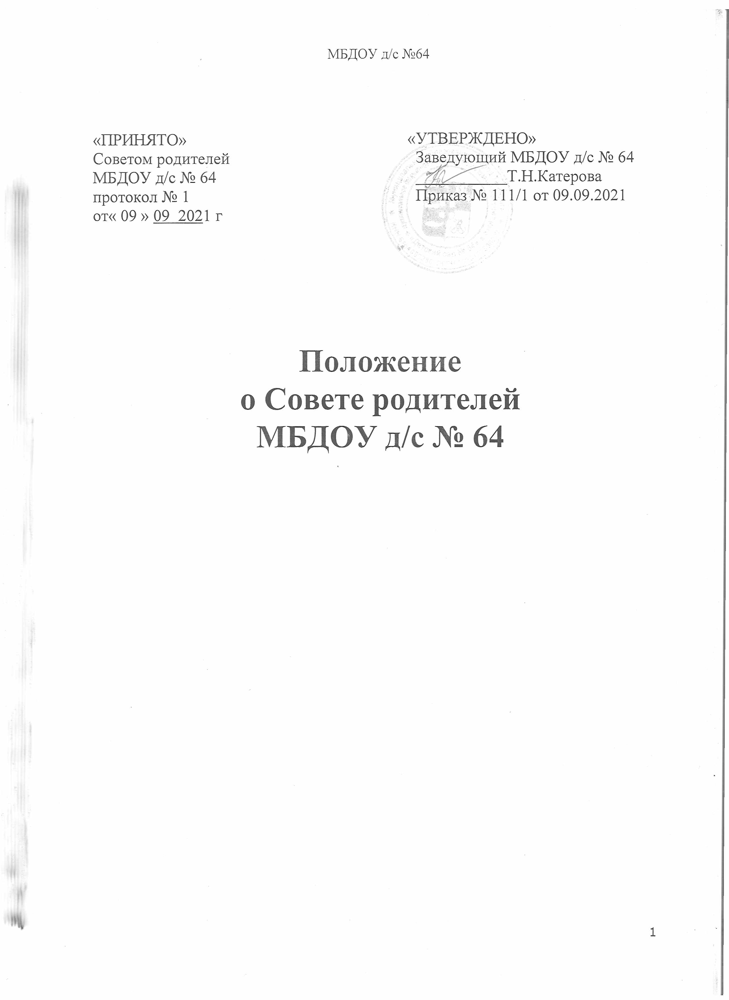 МБДОУ д/с №64
«ПРИНЯТО»
Советом родителей
МБДОУ д/с № 64
протокол № 1
от« 09 » 09 2021 г
«УТВЕРЖДЕНО»
Заведующий МБДОУ д/с № 64
____________Т.Н.Катерова
Приказ № 111/1 от 09.09.2021
Положение
о Совете родителей
МБДОУ д/с № 64
1